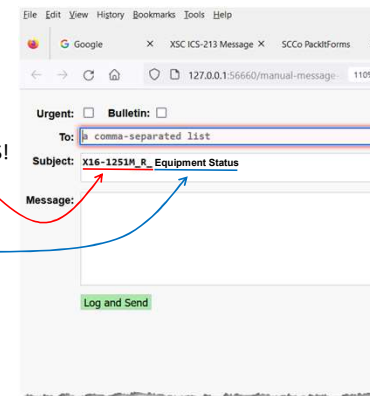 File Edit View History Bookmarks Tools Help
Google × XSC ICS-213 Message × SCCo PackItForms
127.0.0.1:56660/manual-message- 110%
Urgent: Bulletin:
To: a comma-separated list
!
Subject: X16-1251M_R_ Equipment Status
Message:
Log and Send